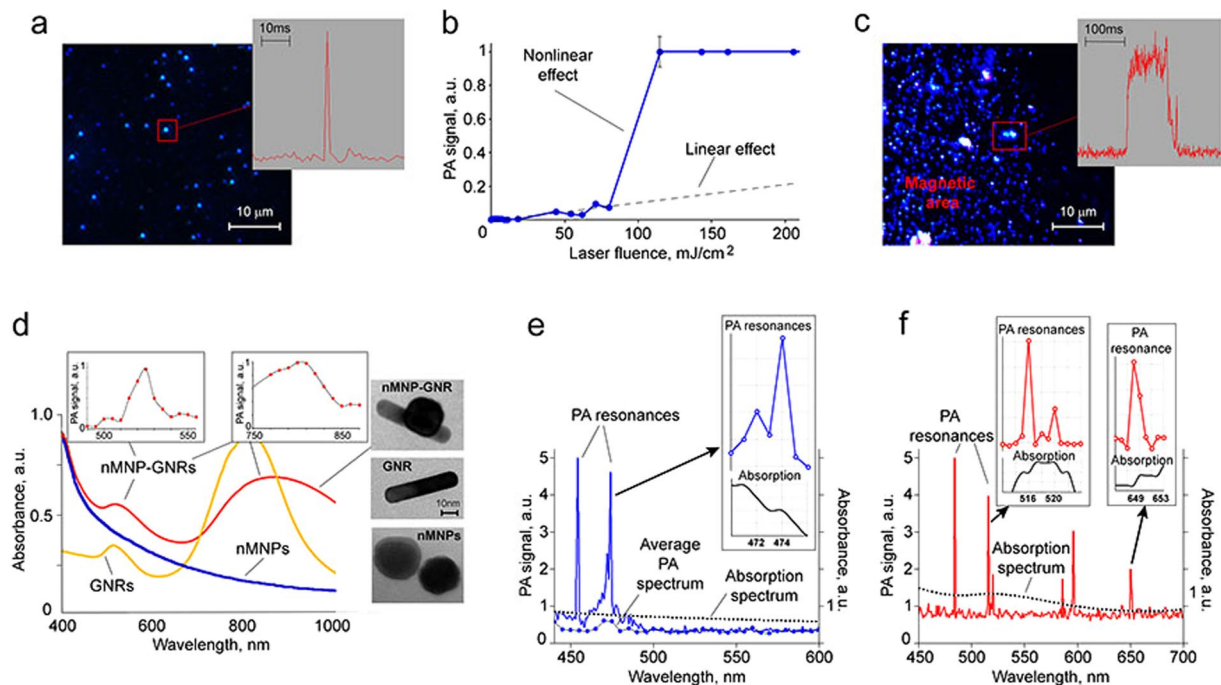 a
10ms
10 μm
b
PA signal, a.u.
1
0.8
0.6
0.4
0.2
Nonlinear
effect
Linear effect
0 50 100 150 200
Laser fluence, mJ/cm2
c
100ms
Magnetic
area
10 μm
d
PA signal, a.u.
1
0
500 550
PA signal, a.u.
1
0
750 850
Absorbance, a.u.
1.0
0.5
0
nMNP-GNRs
nMNPs
GNRs
400 600 800 1000
Wavelength, nm
nMNP-GNR
GNR
10nm
nMNPs
e
PA resonances
PA resonances
Absorption
472 474
PA signal, a.u.
5
4
3
2
1
0
Average
PA
spectrum
Absorption
spectrum
Absorbance, a.u.
1
450 500 550 600
Wavelength, nm
f
PA resonances
Absorption
516 520
PA
resonance
Absorption
649 653
PA
resonances
PA signal, a.u.
5
4
3
2
1
0
Absorption
spectrum
Absorbance, a.u.
1
450 500 550 600 650 700
Wavelength, nm